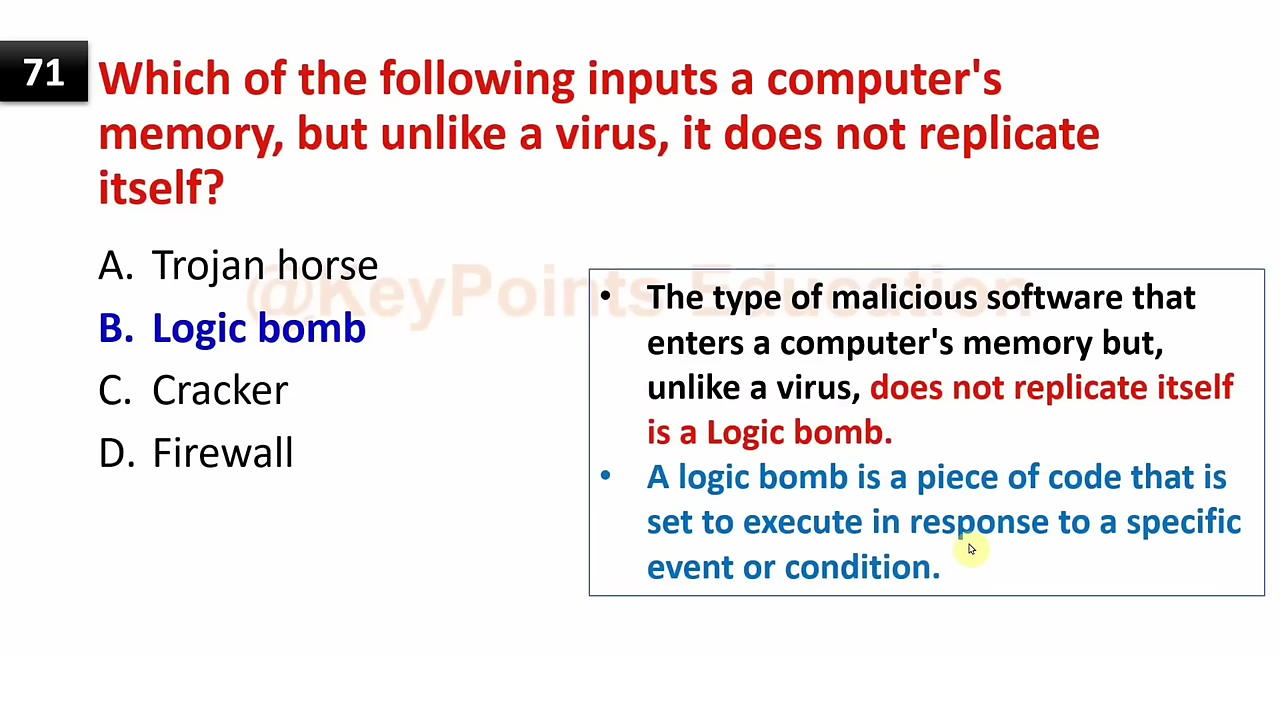 71
Which of the following inputs a computer's
memory, but unlike a virus, it does not replicate
itself?
A. Trojan horse
B. Logic bomb
C. Cracker
D. Firewall
@KeyPoints Education
• The type of malicious software that
enters a computer's memory but,
unlike a virus, does not replicate itself
is a Logic bomb.
• A logic bomb is a piece of code that is
set to execute in response to a specific
event or condition.